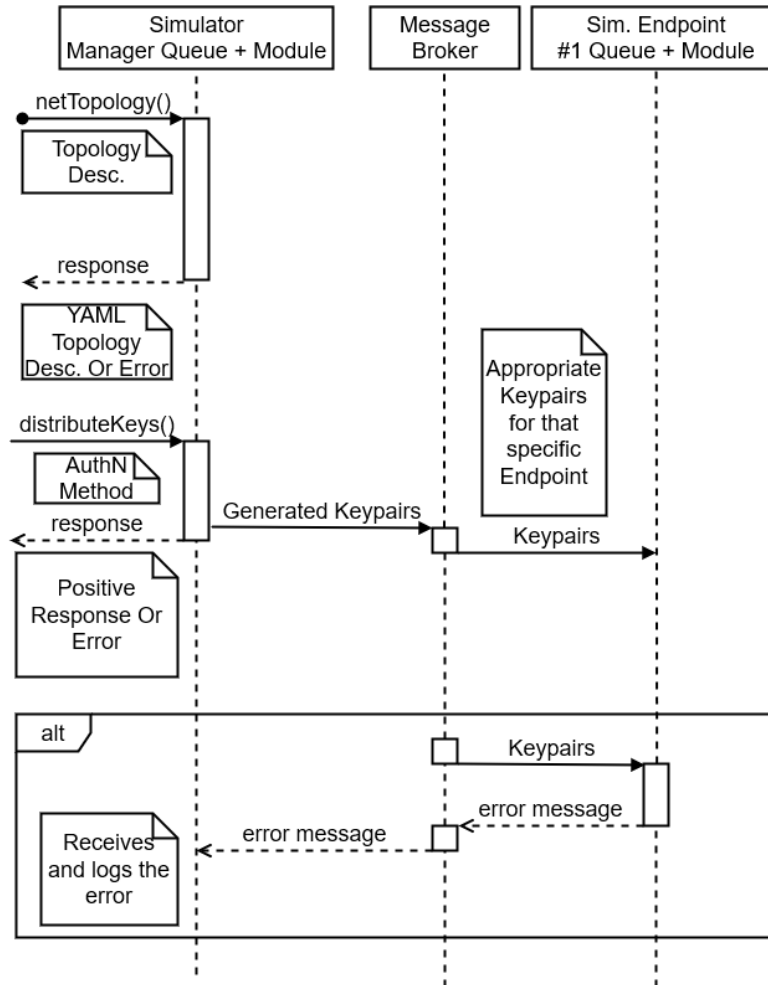 Simulator
Manager Queue + Module
Message
Broker
Sim. Endpoint
#1 Queue + Module
netTopology()
Topology
Desc.
response
YAML
Topology
Desc. Or Error
Appropriate
Keypairs
for that
specific
Endpoint
distributeKeys()
AuthN
Method
response
Generated Keypairs
Keypairs
Positive
Response Or
Error
alt
Keypairs
error message
error message
Receives
and logs the
error